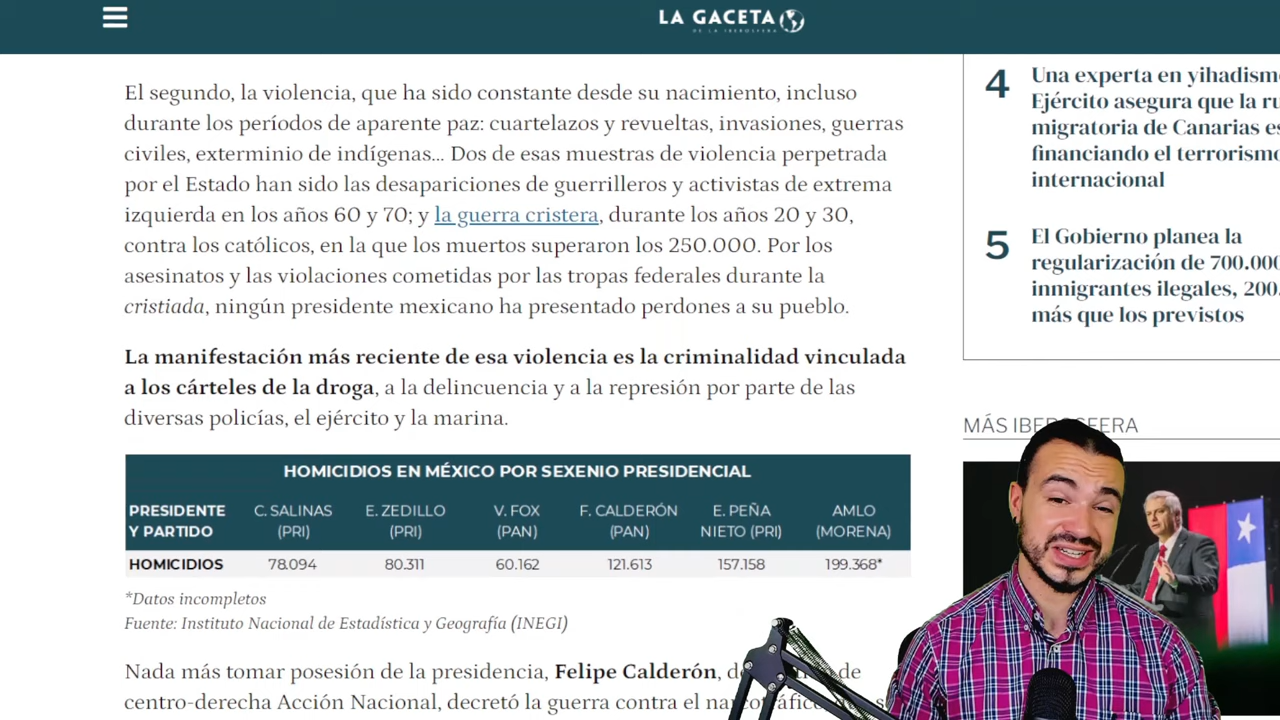 LA GACETA
DE LA IBEROSFERA
El segundo, la violencia, que ha sido constante desde su nacimiento, incluso
durante los períodos de aparente paz: cuartelazos y revueltas, invasiones, guerras
civiles, exterminio de indígenas... Dos de esas muestras de violencia perpetrada
por el Estado han sido las desapariciones de guerrilleros y activistas de extrema
izquierda en los años 60 y 70; y la guerra cristera, durante los años 20 y 30,
contra los católicos, en la que los muertos superaron los 250.000. Por los
asesinatos y las violaciones cometidas por las tropas federales durante la
cristiada, ningún presidente mexicano ha presentado perdones a su pueblo.
La manifestación más reciente de esa violencia es la criminalidad vinculada
a los cárteles de la droga, a la delincuencia y a la represión por parte de las
diversas policías, el ejército y la marina.
HOMICIDIOS EN MÉXICO POR SEXENIO PRESIDENCIAL
PRESIDENTE C. SALINAS E. ZEDILLO V. FOX F. CALDERÓN E. PEÑA AMLO
Y PARTIDO (PRI) (PRI) (PAN) (PAN) NIETO (PRI) (MORENA)
HOMICIDIOS 78.094 80.311 60.162 121.613 157.158 199.368*
*Datos incompletos
Fuente: Instituto Nacional de Estadística y Geografía (INEGI)
Nada más tomar posesión de la presidencia, Felipe Calderón, de
centro-derecha Acción Nacional, decretó la guerra contra el
4 Una experta en yihadismo
Ejército asegura que la
migratoria de Canarias
financiando el terrorismo
internacional
5 El Gobierno planea la
regularización de 700.000
inmigrantes ilegales, 200.
más que los previstos
MÁS IBEROSFERA